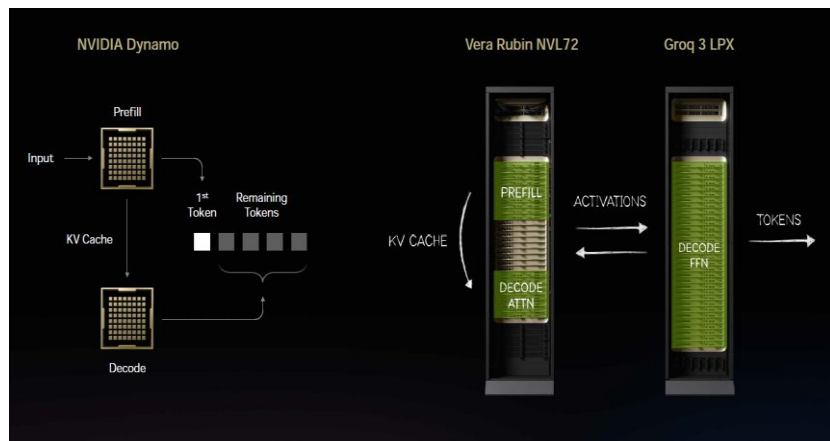 NVIDIA Dynamo
Prefill
Input
1st
Token
Remaining
Tokens
KV Cache
Decode
Vera Rubin NVL72
Groq 3 LPX
PREFILL
KV CACHE
DECODE
ATTN
ACTIVATIONS
DECODE
FFN
TOKENS